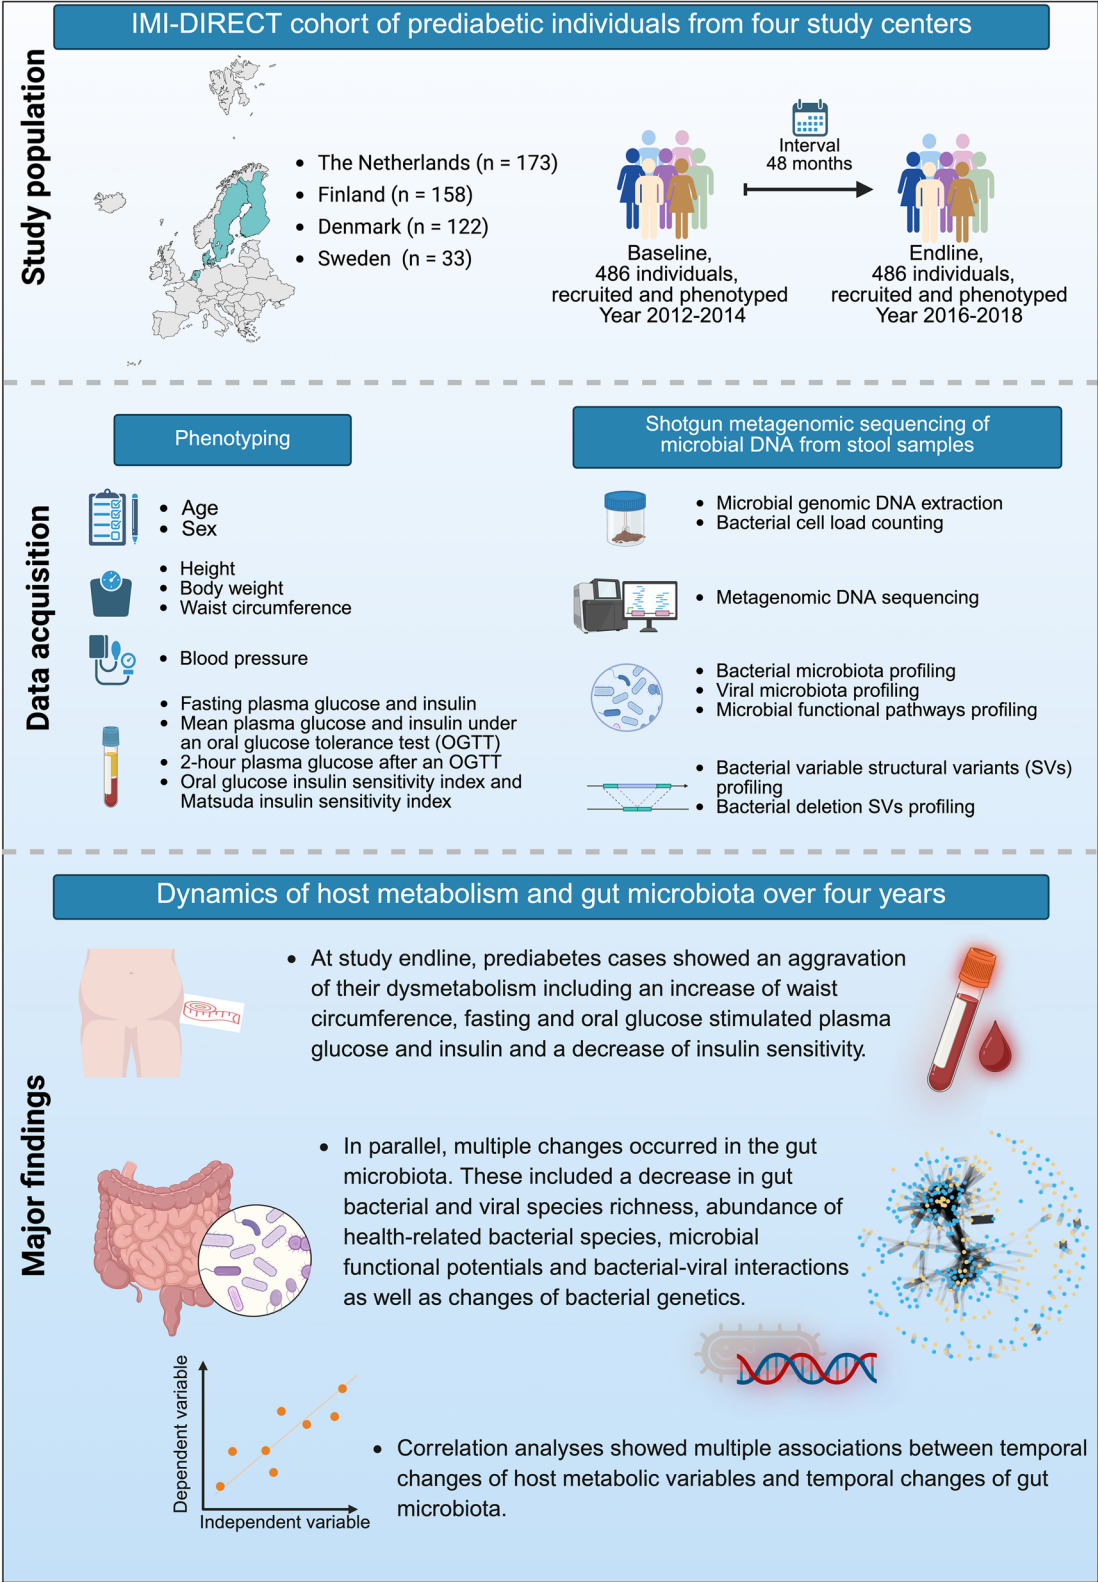 IMI-DIRECT cohort of prediabetic individuals from four study centers
Study population
• The Netherlands (n = 173)
• Finland (n = 158)
• Denmark (n = 122)
• Sweden (n = 33)
Interval
48 months
Baseline,
486 individuals,
recruited and phenotyped
Year 2012-2014
Endline,
486 individuals,
recruited and phenotyped
Year 2016-2018
Data acquisition
Phenotyping
• Age
• Sex
• Height
• Body weight
• Waist circumference
• Blood pressure
• Fasting plasma glucose and insulin
• Mean plasma glucose and insulin under
an oral glucose tolerance test (OGTT)
• 2-hour plasma glucose after an OGTT
• Oral glucose insulin sensitivity index and
Matsuda insulin sensitivity index
Shotgun metagenomic sequencing of
microbial DNA from stool samples
• Microbial genomic DNA extraction
• Bacterial cell load counting
• Metagenomic DNA sequencing
• Bacterial microbiota profiling
• Viral microbiota profiling
• Microbial functional pathways profiling
• Bacterial variable structural variants (SVs)
profiling
• Bacterial deletion SVs profiling
Major findings
Dynamics of host metabolism and gut microbiota over four years
• At study endline, prediabetes cases showed an aggravation
of their dysmetabolism including an increase of waist
circumference, fasting and oral glucose stimulated plasma
glucose and insulin and a decrease of insulin sensitivity.
• In parallel, multiple changes occurred in the gut
microbiota. These included a decrease in gut
bacterial and viral species richness, abundance of
health-related bacterial species, microbial
functional potentials and bacterial-viral interactions
as well as changes of bacterial genetics.
Dependent variable
Independent variable
• Correlation analyses showed multiple associations between temporal
changes of host metabolic variables and temporal changes of gut
microbiota.